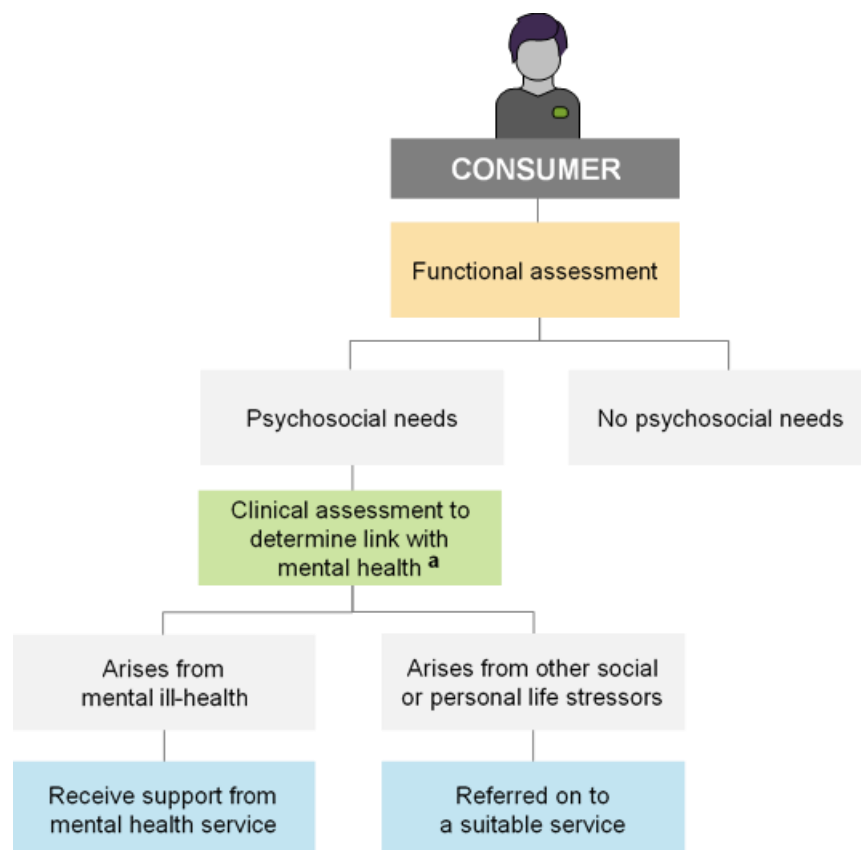 CONSUMER
Functional assessment
Psychosocial needs
No psychosocial needs
Clinical assessment to
determine link with
mental health a
Arises from
mental ill-health
Arises from other social
or personal life stressors
Receive support from
mental health service
Referred on to
a suitable service